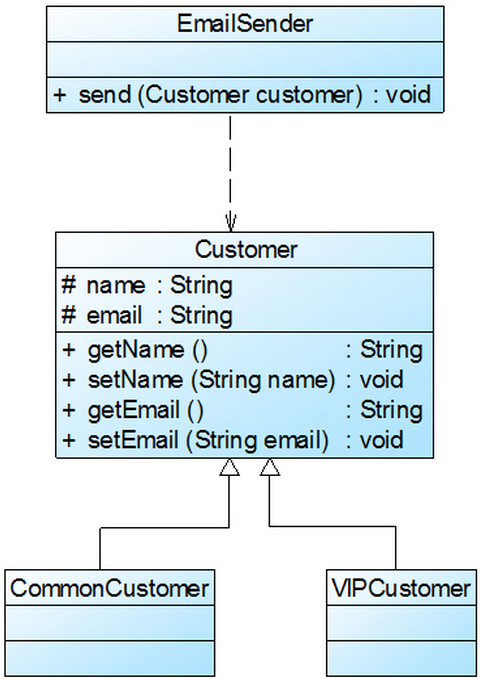 EmailSender
+ send (Customer customer) : void
Customer
# name : String
# email : String
+ getName () : String
+ setName (String name) : void
+ getEmail () : String
+ setEmail (String email) : void
CommonCustomer
VIPCustomer